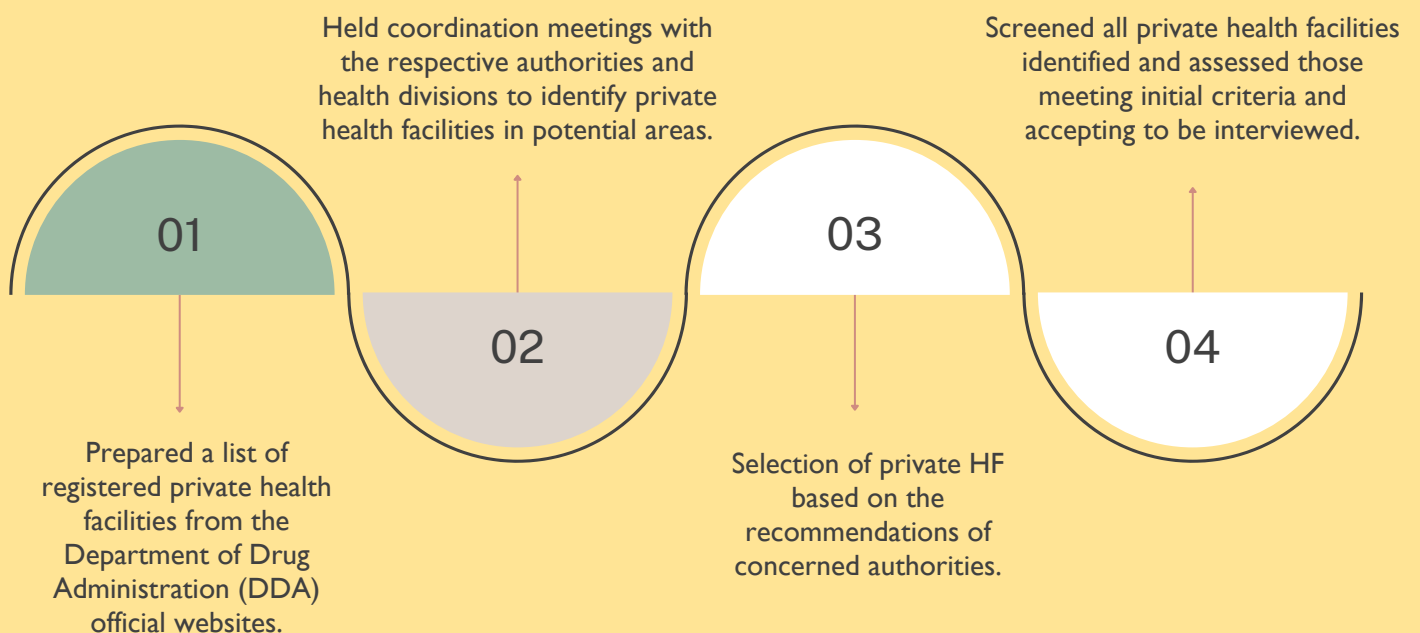 01
Prepared a list of
registered private health
facilities from the
Department of Drug
Administration (DDA)
official websites.
Held coordination meetings with
the respective authorities and
health divisions to identify private
health facilities in potential areas.
02
03
Selection of private HF
based on the
recommendations of
concerned authorities.
Screened all private health facilities
identified and assessed those
meeting initial criteria and
accepting to be interviewed.
04